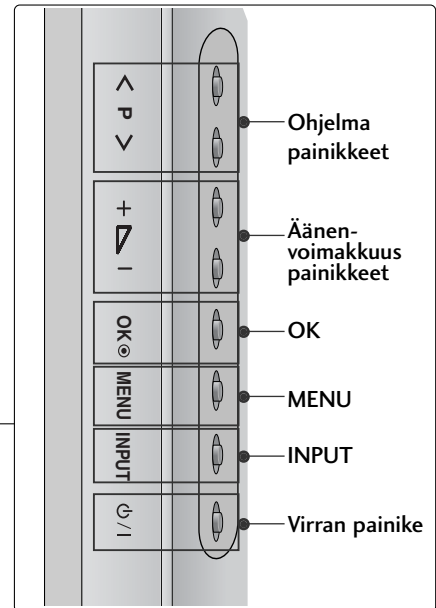 < P >
Ohjelma
painikkeet
+ -
Äänen-
voimakkuus
painikkeet
OK
OK
MENU
MENU
INPUT
INPUT
⏻/I
Virran painike